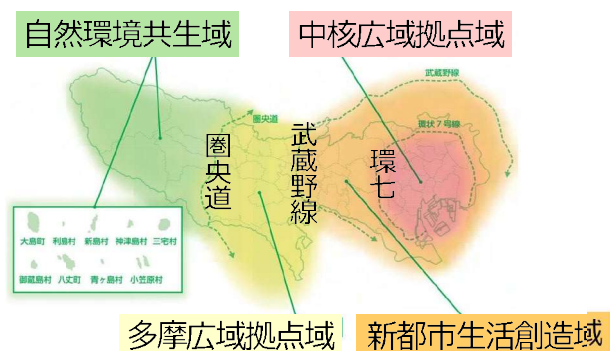 自然環境共生域
中核広域拠点域
武蔵野線
圏央道
環状7号線
圏央道
武蔵野線
環七
大島町 利島村 新島村 神津島村 三宅村
御蔵島村 八丈町 青ヶ島村 小笠原村
多摩広域拠点域
新都市生活創造域